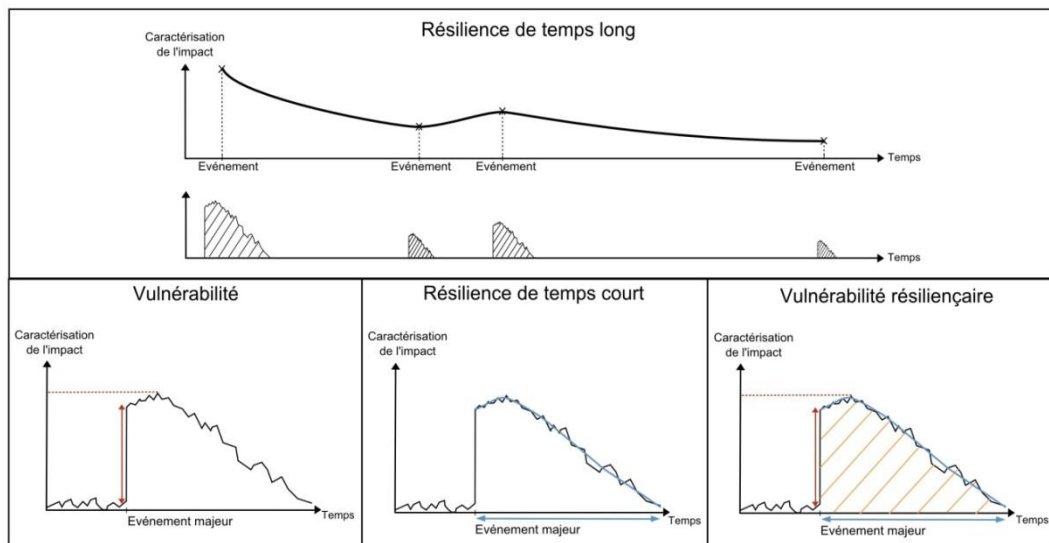 Résilience de temps long
Caractérisation
de l'impact
Temps
Evénement
Evénement
Evénement
Evénement
Temps
Vulnérabilité
Caractérisation
de l'impact
Temps
Evénement majeur
Résilience de temps court
Caractérisation
de l'impact
Temps
Evénement majeur
Vulnérabilité résiliençaire
Caractérisation
de l'impact
Temps
Evénement majeur